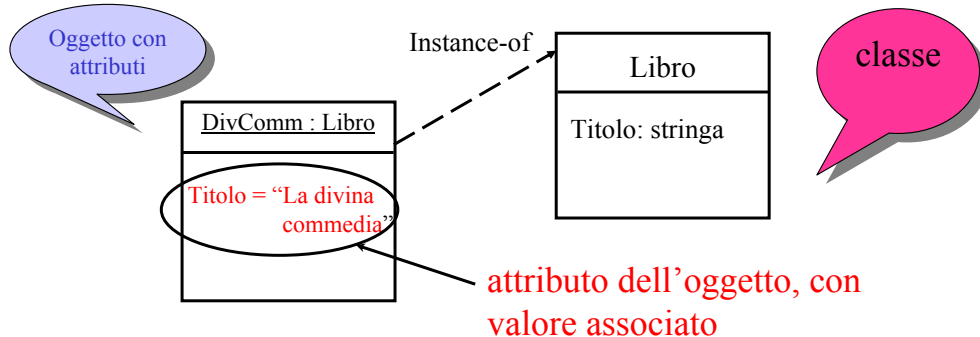 Oggetto con
attributi
Instance-of
Libro
classe
DivComm : Libro
Titolo: stringa
Titolo = “La divina
commedia”
attributo dell’oggetto, con
valore associato